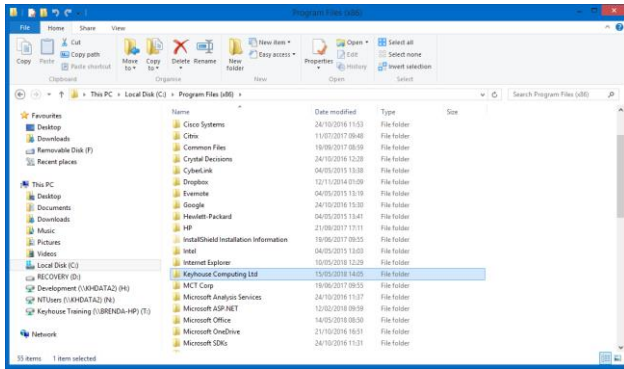 Program Files (x86)
File Home Share View
Copy Paste Cut Copy path Paste shortcut Move to Copy to Delete Rename New folder New item Easy access Properties Open Edit History Select all Select none Invert selection
Clipboard Organise New Open Select
This PC Local Disk (C:) Program Files (x86) Search Program Files (x86)
Favourites
Desktop
Downloads
Removable Disk (F)
Recent places
This PC
Desktop
Documents
Downloads
Music
Pictures
Videos
Local Disk (C:)
RECOVERY (D:)
Development (\\KHDATA2) (H:)
NTUsers (\\KHDATA2) (N:)
Keyhouse Training (\\BRENDA-HP) (T:)
Network
Name Date modified Type Size
Cisco Systems 24/10/2016 11:53 File folder
Citrix 11/07/2017 09:48 File folder
Common Files 19/09/2017 08:59 File folder
Crystal Decisions 24/10/2016 12:28 File folder
CyberLink 04/05/2015 13:38 File folder
Dropbox 12/11/2014 01:09 File folder
Evernote 04/05/2015 13:19 File folder
Google 24/10/2016 15:30 File folder
Hewlett-Packard 04/05/2015 13:41 File folder
HP 21/09/2017 17:11 File folder
InstallShield Installation Information 19/06/2017 09:55 File folder
Intel 04/05/2015 13:03 File folder
Internet Explorer 10/05/2018 12:29 File folder
Keyhouse Computing Ltd 15/05/2018 14:05 File folder
MCT Corp 19/06/2017 09:55 File folder
Microsoft Analysis Services 24/10/2016 11:37 File folder
Microsoft ASP.NET 12/02/2018 09:59 File folder
Microsoft Office 14/05/2018 08:50 File folder
Microsoft OneDrive 21/10/2016 16:51 File folder
Microsoft SDKs 24/10/2016 11:31 File folder
55 items 1 item selected